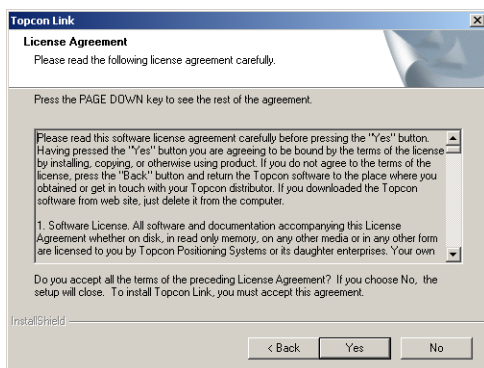 Topcon Link
License Agreement
Please read the following license agreement carefully.
Press the PAGE DOWN key to see the rest of the agreement.
Please read this software license agreement carefully before pressing the "Yes" button.
Having pressed the "Yes" button you are agreeing to be bound by the terms of the license
by installing, copying, or otherwise using product. If you do not agree to the terms of the
license, press the "Back" button and return the Topcon software to the place where you
obtained or get in touch with your Topcon distributor. If you downloaded the Topcon
software from web site, just delete it from the computer.
1. Software License. All software and documentation accompanying this License
Agreement whether on disk, in read only memory, on any other media or in any other form
are licensed to you by Topcon Positioning Systems or its daughter enterprises. Your own
Do you accept all the terms of the preceding License Agreement? If you choose No, the
setup will close. To install Topcon Link, you must accept this agreement.
InstallShield
< Back Yes No